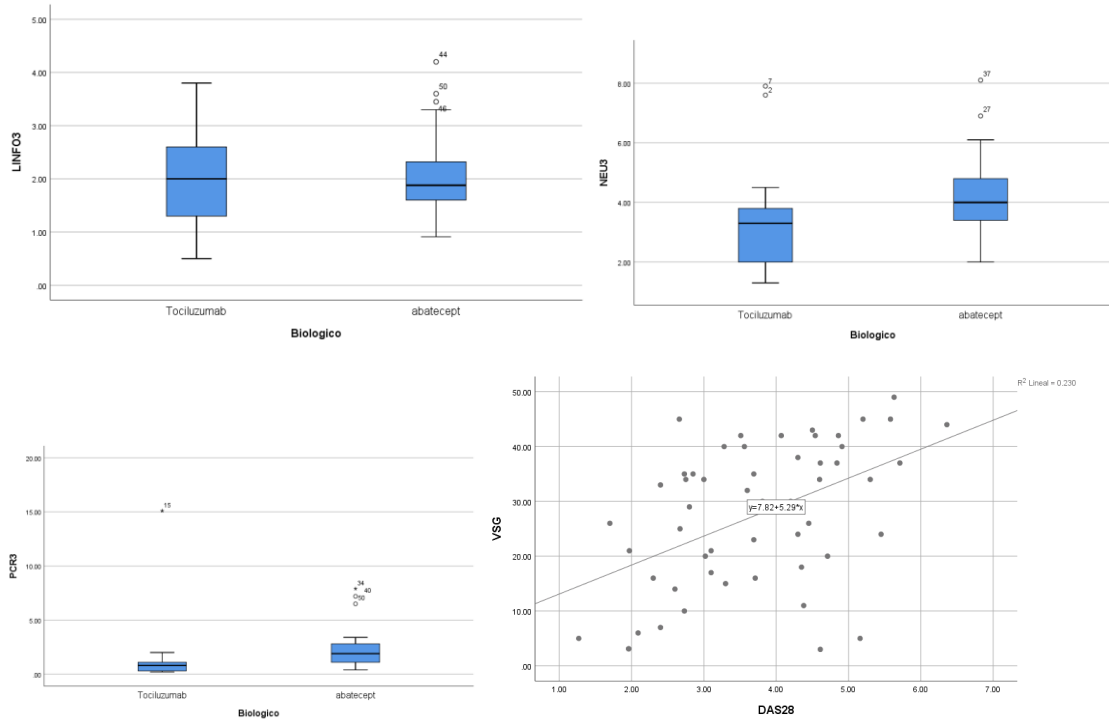 5.00
4.00
3.00
2.00
1.00
.00
LINFO3
44
50
46
Tociluzumab
abatecept
Biologico
8.00
6.00
4.00
2.00
NEU3
7
2
37
27
Tociluzumab
abatecept
Biologico
20.00
15.00
10.00
5.00
.00
PCR3
15
34
40
50
Tociluzumab
abatecept
Biologico
R² Lineal = 0.230
50.00
40.00
30.00
20.00
10.00
.00
VSG
y=7.82+5.29*x
1.00
2.00
3.00
4.00
5.00
6.00
7.00
DAS28